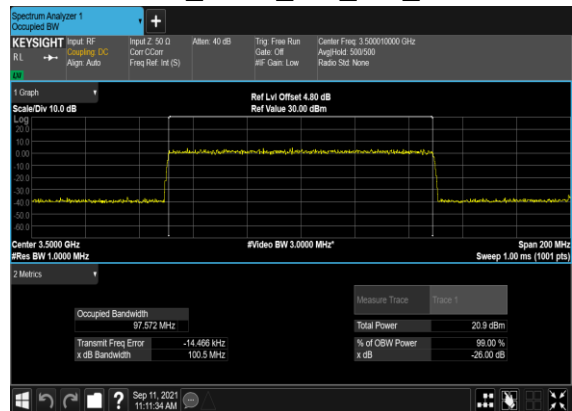 Spectrum Analyzer 1
Occupied BW
+
KEYSIGHT Input: RF Input Z: 50 Ω Atten: 40 dB Trig: Free Run Center Freq: 3.500010000 GHz
R L Coupling: DC Corr CCorr Gate: Off Avg|Hold: 500/500
Align: Auto Freq Ref: Int (S) #IF Gain: Low Radio Std: None
1 Graph
Ref Lvl Offset 4.80 dB
Scale/Div 10.0 dB Ref Value 30.00 dBm
Log
20.0
10.0
0.00
-10.0
-20.0
-30.0
-40.0
-50.0
-60.0
Center 3.5000 GHz #Video BW 3.0000 MHz* Span 200 MHz
#Res BW 1.0000 MHz Sweep 1.00 ms (1001 pts)
2 Metrics
Measure Trace Trace 1
Occupied Bandwidth
97.572 MHz Total Power 20.9 dBm
Transmit Freq Error -14.466 kHz % of OBW Power 99.00 %
x dB Bandwidth 100.5 MHz x dB -26.00 dB
? Sep 11, 2021
11:11:34 AM